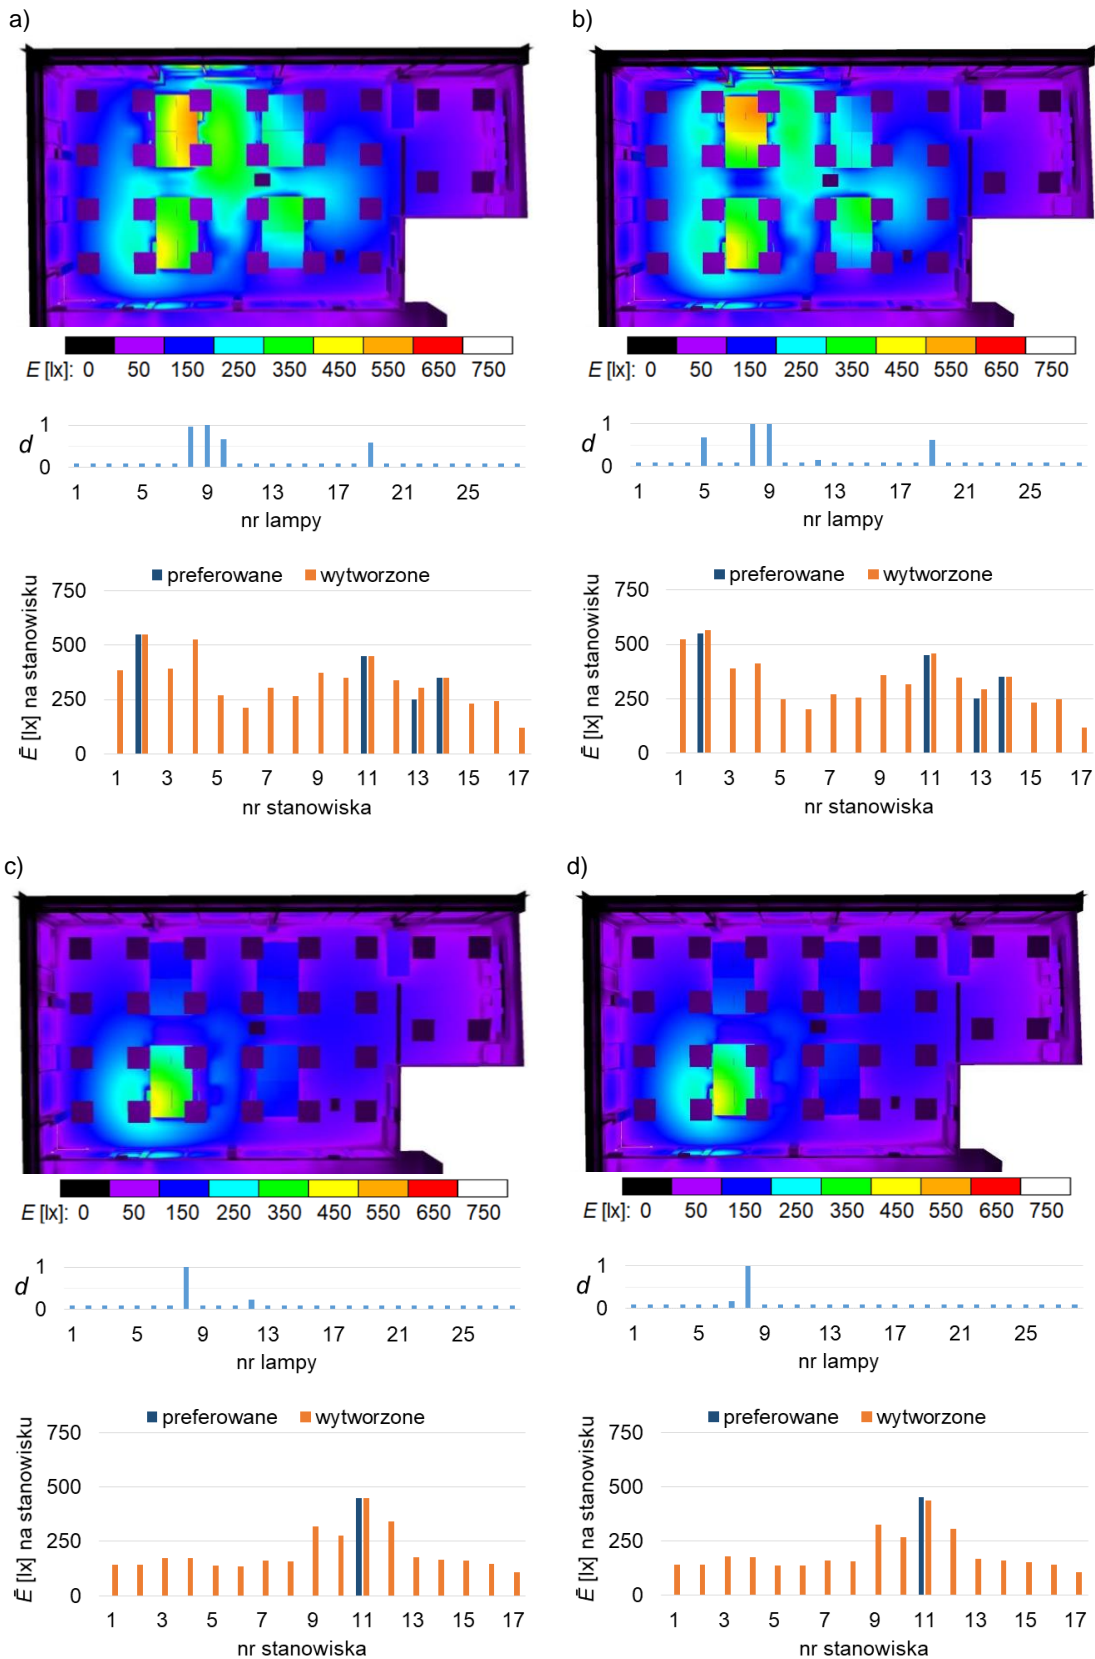 a)
E [lx]: 0 50 150 250 350 450 550 650 750
d
1
0
1 5 9 13 17 21 25
nr lampy
preferowane wytworzone
Ē [lx] na stanowisku
750
500
250
0
1 3 5 7 9 11 13 15 17
nr stanowiska
b)
E [lx]: 0 50 150 250 350 450 550 650 750
d
1
0
1 5 9 13 17 21 25
nr lampy
preferowane wytworzone
Ē [lx] na stanowisku
750
500
250
0
1 3 5 7 9 11 13 15 17
nr stanowiska
c)
E [lx]: 0 50 150 250 350 450 550 650 750
d
1
0
1 5 9 13 17 21 25
nr lampy
preferowane wytworzone
Ē [lx] na stanowisku
750
500
250
0
1 3 5 7 9 11 13 15 17
nr stanowiska
d)
E [lx]: 0 50 150 250 350 450 550 650 750
d
1
0
1 5 9 13 17 21 25
nr lampy
preferowane wytworzone
Ē [lx] na stanowisku
750
500
250
0
1 3 5 7 9 11 13 15 17
nr stanowiska